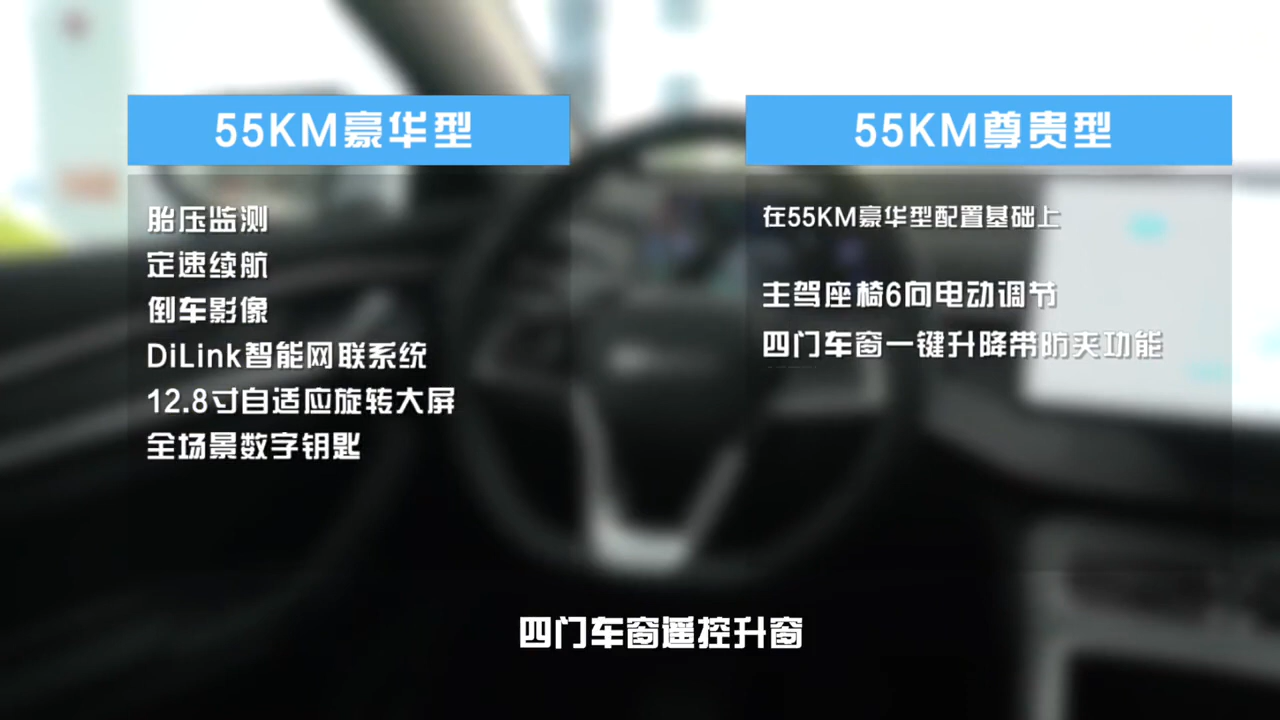 55KM豪华型
胎压监测
定速续航
倒车影像
DiLink智能网联系统
12.8寸自适应旋转大屏
全场景数字钥匙
55KM尊贵型
在55KM豪华型配置基础上
主驾座椅6向电动调节
四门车窗一键升降带防夹功能
四门车窗遥控升窗